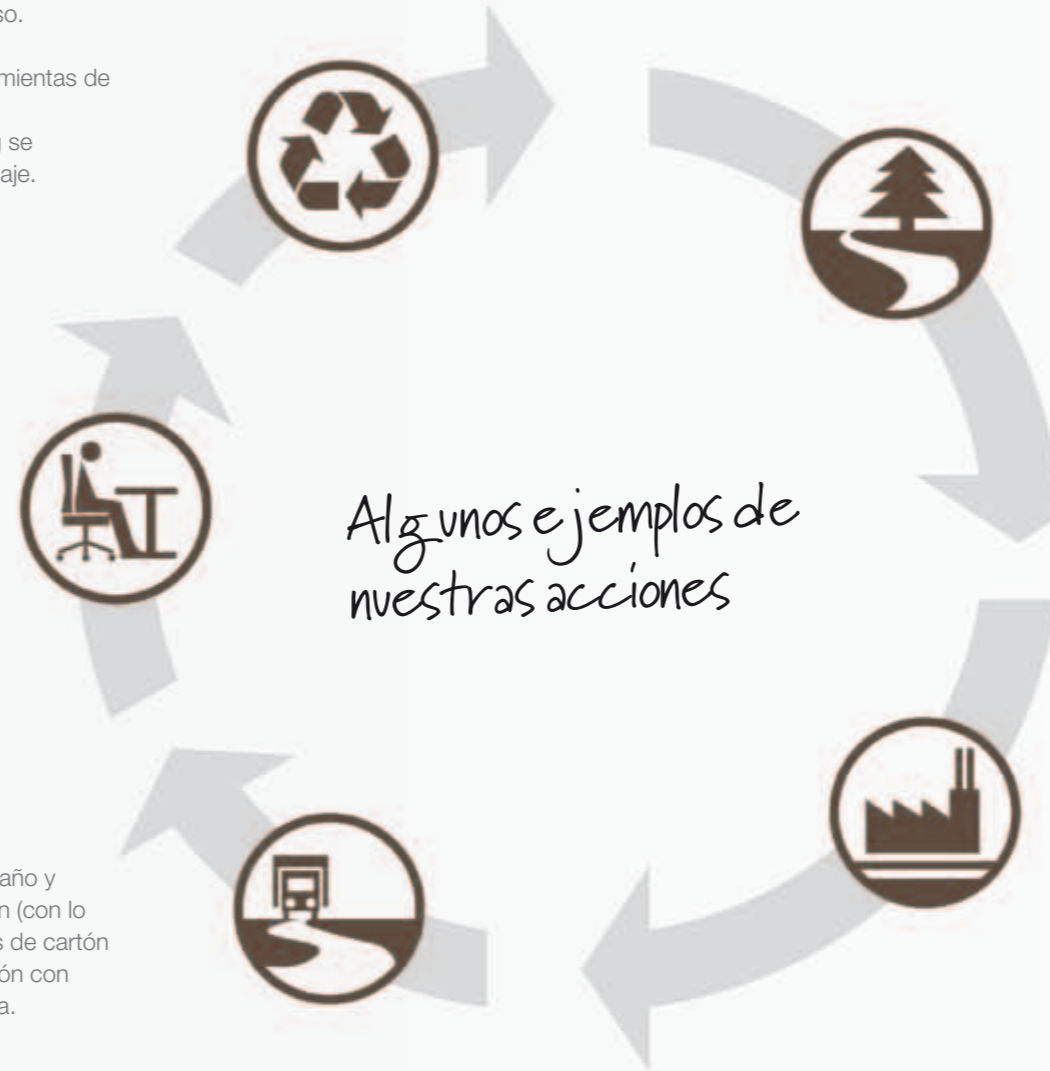 so.
mientas de
se
aje.
Algunos ejemplos de
nuestras acciones
año y
n (con lo
s de cartón
ón con
a.